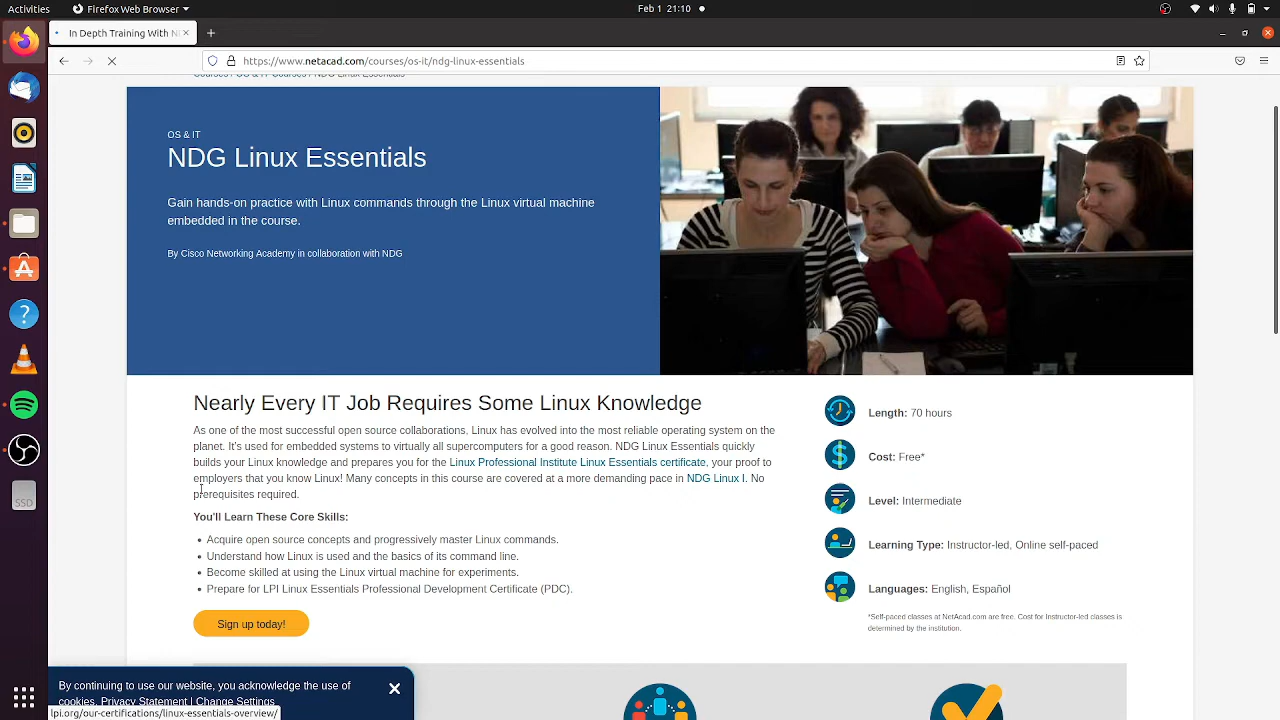 Activities
Firefox Web Browser
Feb 1 21:10
In Depth Training With N
https://www.netacad.com/courses/os-it/ndg-linux-essentials
Courses / OS & IT Courses / NDG Linux Essentials
OS & IT
NDG Linux Essentials
Gain hands-on practice with Linux commands through the Linux virtual machine
embedded in the course.
By Cisco Networking Academy in collaboration with NDG
Nearly Every IT Job Requires Some Linux Knowledge
As one of the most successful open source collaborations, Linux has evolved into the most reliable operating system on the
planet. It's used for embedded systems to virtually all supercomputers for a good reason. NDG Linux Essentials quickly
builds your Linux knowledge and prepares you for the Linux Professional Institute Linux Essentials certificate, your proof to
employers that you know Linux! Many concepts in this course are covered at a more demanding pace in NDG Linux I. No
prerequisites required.
You'll Learn These Core Skills:
• Acquire open source concepts and progressively master Linux commands.
• Understand how Linux is used and the basics of its command line.
• Become skilled at using the Linux virtual machine for experiments.
• Prepare for LPI Linux Essentials Professional Development Certificate (PDC).
Sign up today!
Length: 70 hours
Cost: Free*
Level: Intermediate
Learning Type: Instructor-led, Online self-paced
Languages: English, Español
*Self-paced classes at NetAcad.com are free. Cost for Instructor-led classes is
determined by the institution.
SSD
By continuing to use our website, you acknowledge the use of
cookies. Privacy Statement | Change Settings
lpi.org/our-certifications/linux-essentials-overview/